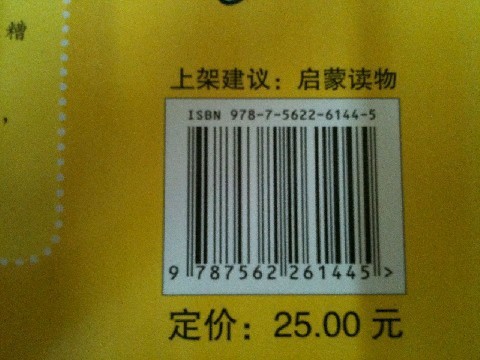 糟
，
上架建议：启蒙读物
ISBN 978-7-5622-6144-5
9 787562 261445 >
定价：25.00 元